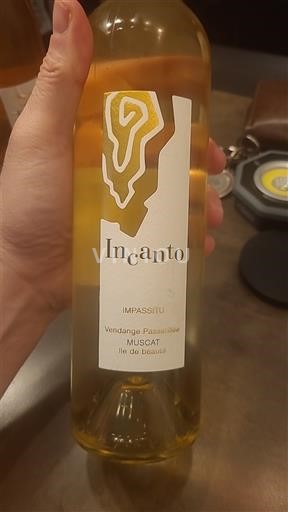 Incanto
IMPASSITU
Vendange Passerillée
MUSCAT
Ile de beauté